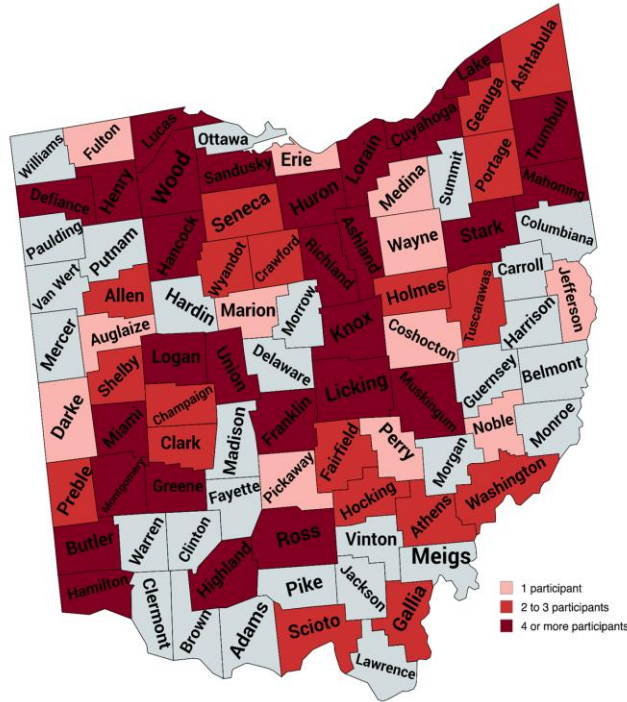 Ashtabula
Lake
Geauga
Cuyahoga
Trumbull
Lucas
Fulton
Williams
Ottawa
Wood
Sandusky
Erie
Lorain
Portage
Henry
Defiance
Medina
Summit
Mahoning
Huron
Seneca
Paulding
Putnam
Hancock
Ashland
Richland
Wayne
Stark
Columbiana
Van Wert
Wyandot
Crawford
Allen
Carroll
Hardin
Marion
Morrow
Holmes
Tuscarawas
Jefferson
Mercer
Auglaize
Knox
Coshocton
Harrison
Logan
Union
Delaware
Shelby
Guernsey
Belmont
Licking
Muskingum
Champaign
Darke
Miami
Franklin
Madison
Clark
Noble
Monroe
Fairfield
Perry
Morgan
Preble
Montgomery
Greene
Fayette
Pickaway
Washington
Hocking
Athens
Butler
Warren
Clinton
Ross
Vinton
Meigs
Highland
Hamilton
Clermont
Brown
Adams
Pike
Jackson
Gallia
Scioto
Lawrence
1 participant
2 to 3 participants
4 or more participants